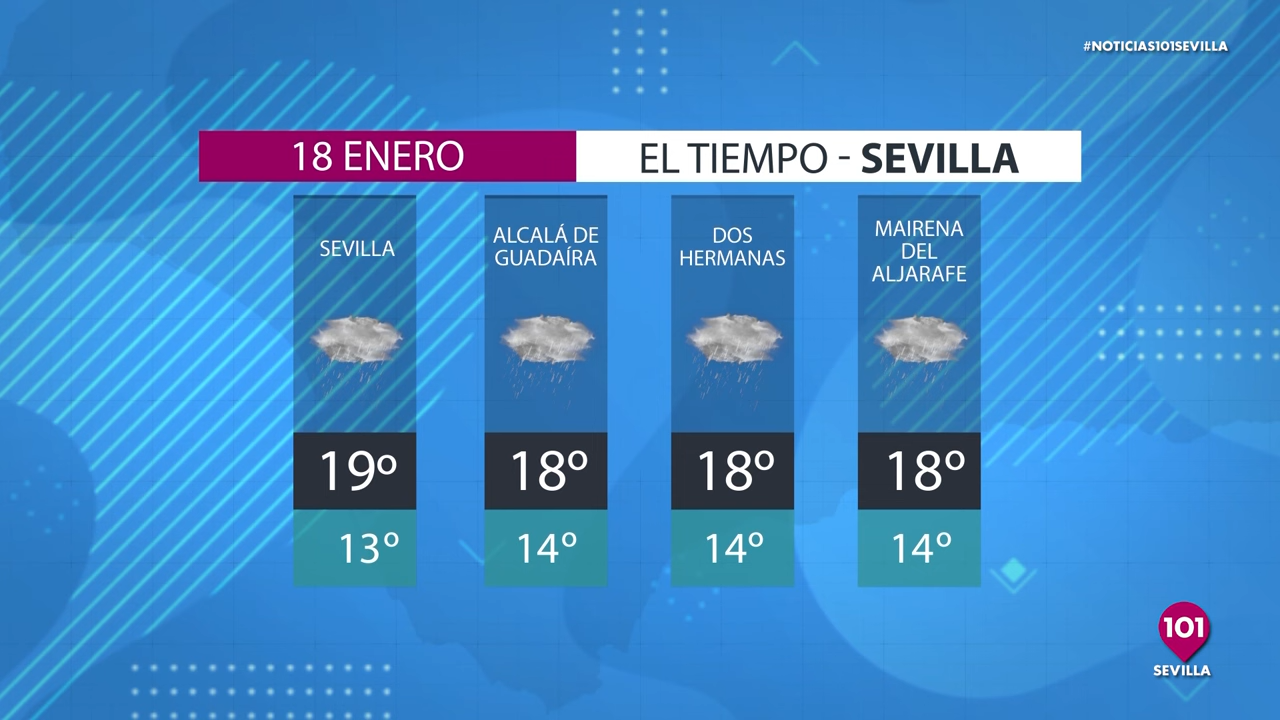 #NOTICIAS101SEVILLA
18 ENERO
EL TIEMPO - SEVILLA
SEVILLA
ALCALÁ DE
GUADAÍRA
DOS
HERMANAS
MAIRENA
DEL
ALJARAFE
19º
18º
18º
18º
13º
14º
14º
14º
101
SEVILLA